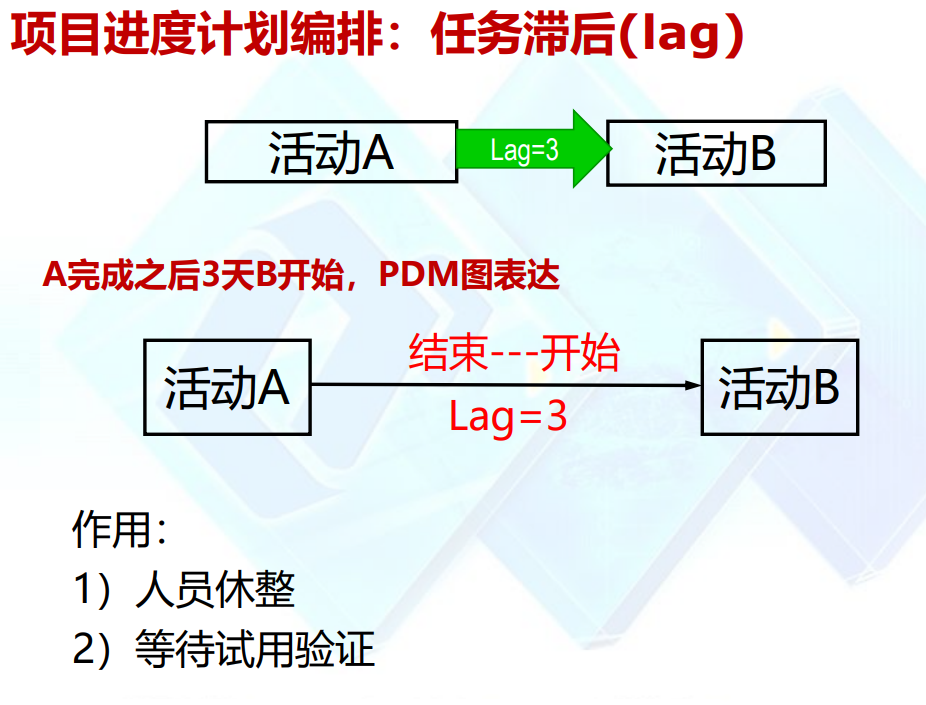 项目进度计划编排：任务滞后(lag)
活动A
Lag=3
活动B
A完成之后3天B开始，PDM图表达
结束---开始
活动A
活动B
Lag=3
作用：
1）人员休整
2）等待试用验证